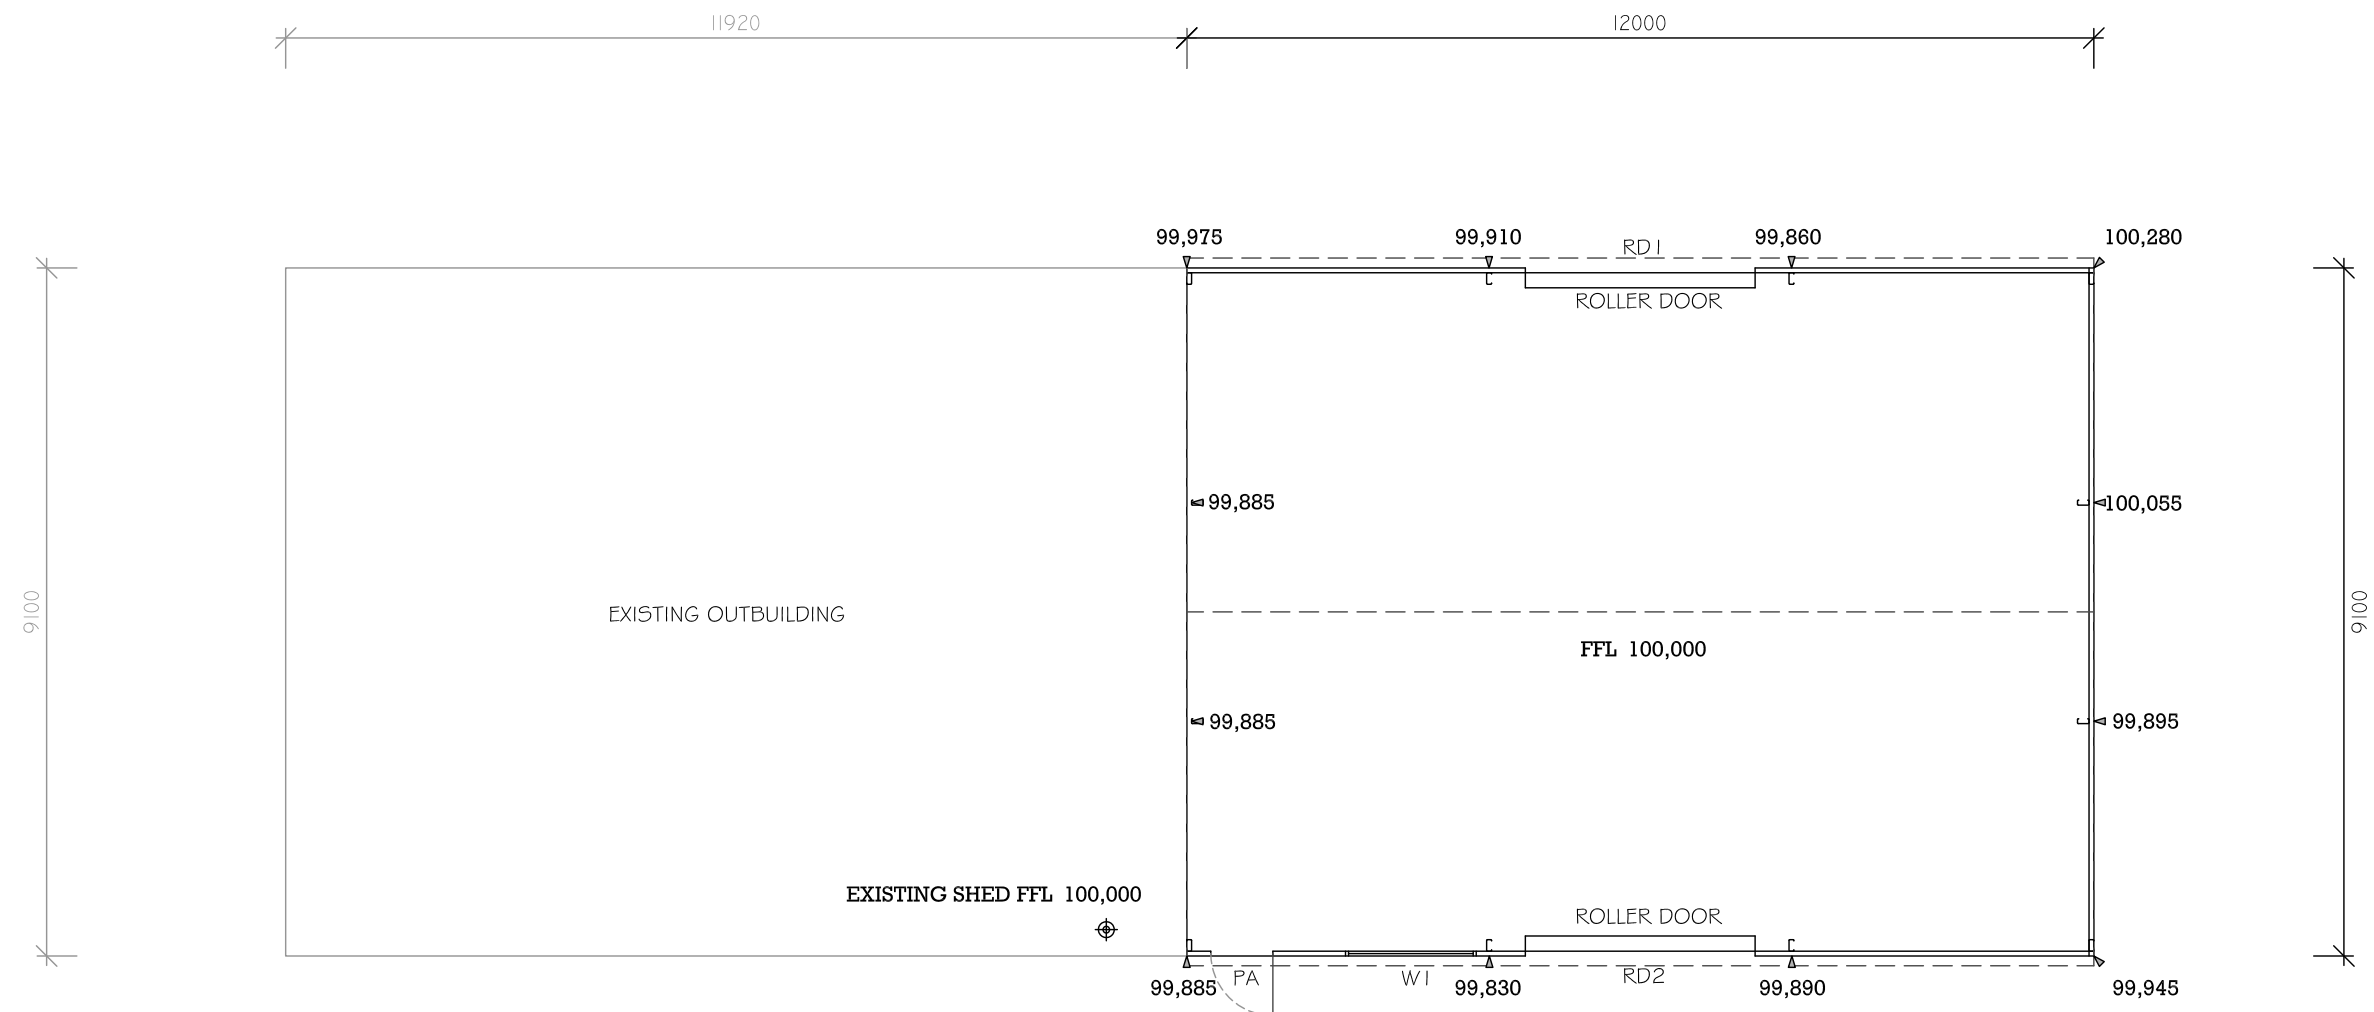 11920
12000
99,975
99,910
RD1
99,860
100,280
ROLLER DOOR
99,885
100,055
9100
EXISTING OUTBUILDING
9100
FFL 100,000
99,885
99,895
EXISTING SHED FFL 100,000
ROLLER DOOR
PA
W1
RD2
99,885
99,830
99,890
99,945